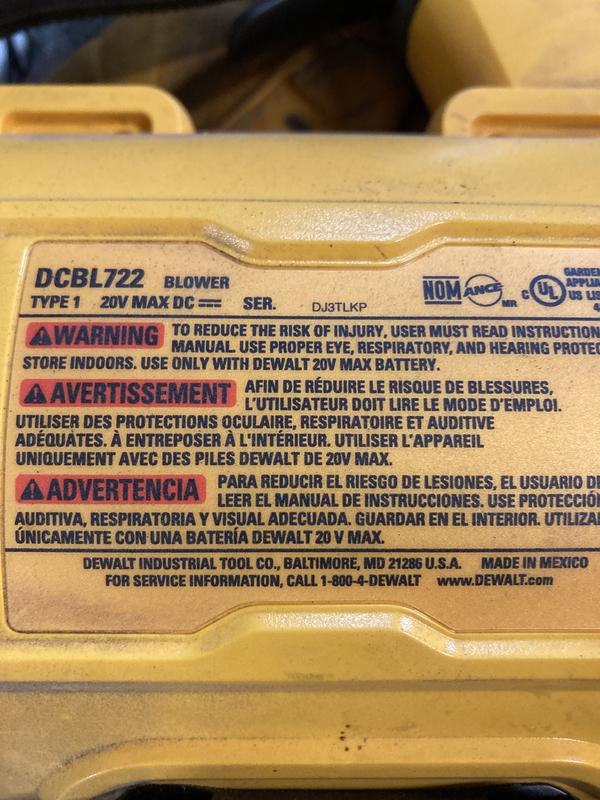 DCBL722 BLOWER
TYPE 1 20V MAX DC SER. DJ3TLKP
NOM ANCE MR
C UL US
WARNING TO REDUCE THE RISK OF INJURY, USER MUST READ INSTRUCTION
MANUAL. USE PROPER EYE, RESPIRATORY, AND HEARING
STORE INDOORS. USE ONLY WITH DEWALT 20V MAX BATTERY.
AVERTISSEMENT AFIN DE RÉDUIRE LE RISQUE DE BLESSURES,
L'UTILISATEUR DOIT LIRE LE MODE D'EMPLOI.
UTILISER DES PROTECTIONS OCULAIRE, RESPIRATOIRE ET AUDITIVE
ADÉQUATES. À ENTREPOSER À L'INTÉRIEUR. UTILISER L'APPAREIL
UNIQUEMENT AVEC DES PILES DEWALT DE 20V MAX.
ADVERTENCIA PARA REDUCIR EL RIESGO DE LESIONES, EL USUARIO
LEER EL MANUAL DE INSTRUCCIONES. USE PROTECCIÓN
AUDITIVA, RESPIRATORIA Y VISUAL ADECUADA. GUARDAR EN EL INTERIOR.
ÚNICAMENTE CON UNA BATERÍA DEWALT 20 V MAX.
DEWALT INDUSTRIAL TOOL CO., BALTIMORE, MD 21286 U.S.A. MADE IN MEXICO
FOR SERVICE INFORMATION, CALL 1-800-4-DEWALT www.DEWALT.com